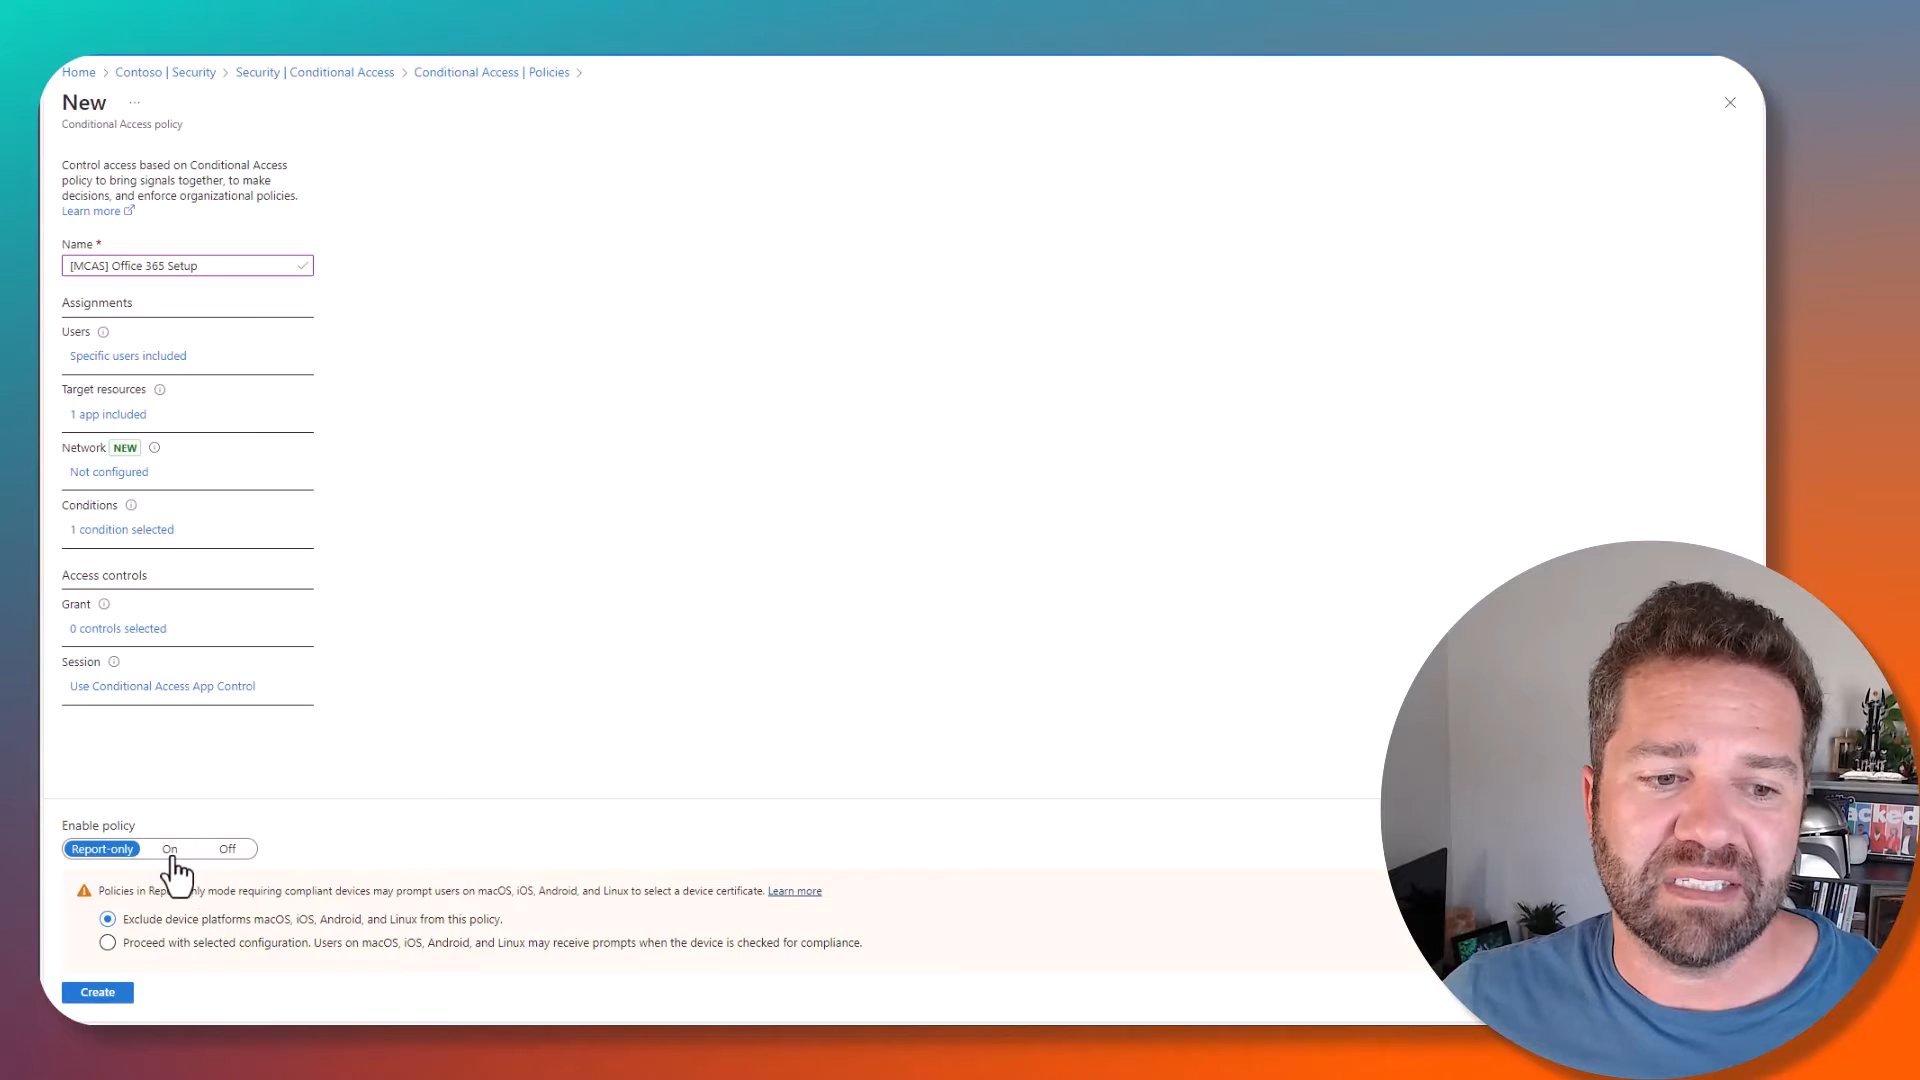 Home > Contoso | Security > Security | Conditional Access > Conditional Access | Policies >
New ...
Conditional Access policy
Control access based on Conditional Access
policy to bring signals together, to make
decisions, and enforce organizational policies.
Learn more
Name *
[MCAS] Office 365 Setup
Assignments
Users
Specific users included
Target resources
1 app included
Network NEW
Not configured
Conditions
1 condition selected
Access controls
Grant
0 controls selected
Session
Use Conditional Access App Control
Enable policy
Report-only On Off
Policies in Rep nly mode requiring compliant devices may prompt users on macOS, iOS, Android, and Linux to select a device certificate. Learn more
Exclude device platforms macOS, iOS, Android, and Linux from this policy.
Proceed with selected configuration. Users on macOS, iOS, Android, and Linux may receive prompts when the device is checked for compliance.
Create
acked